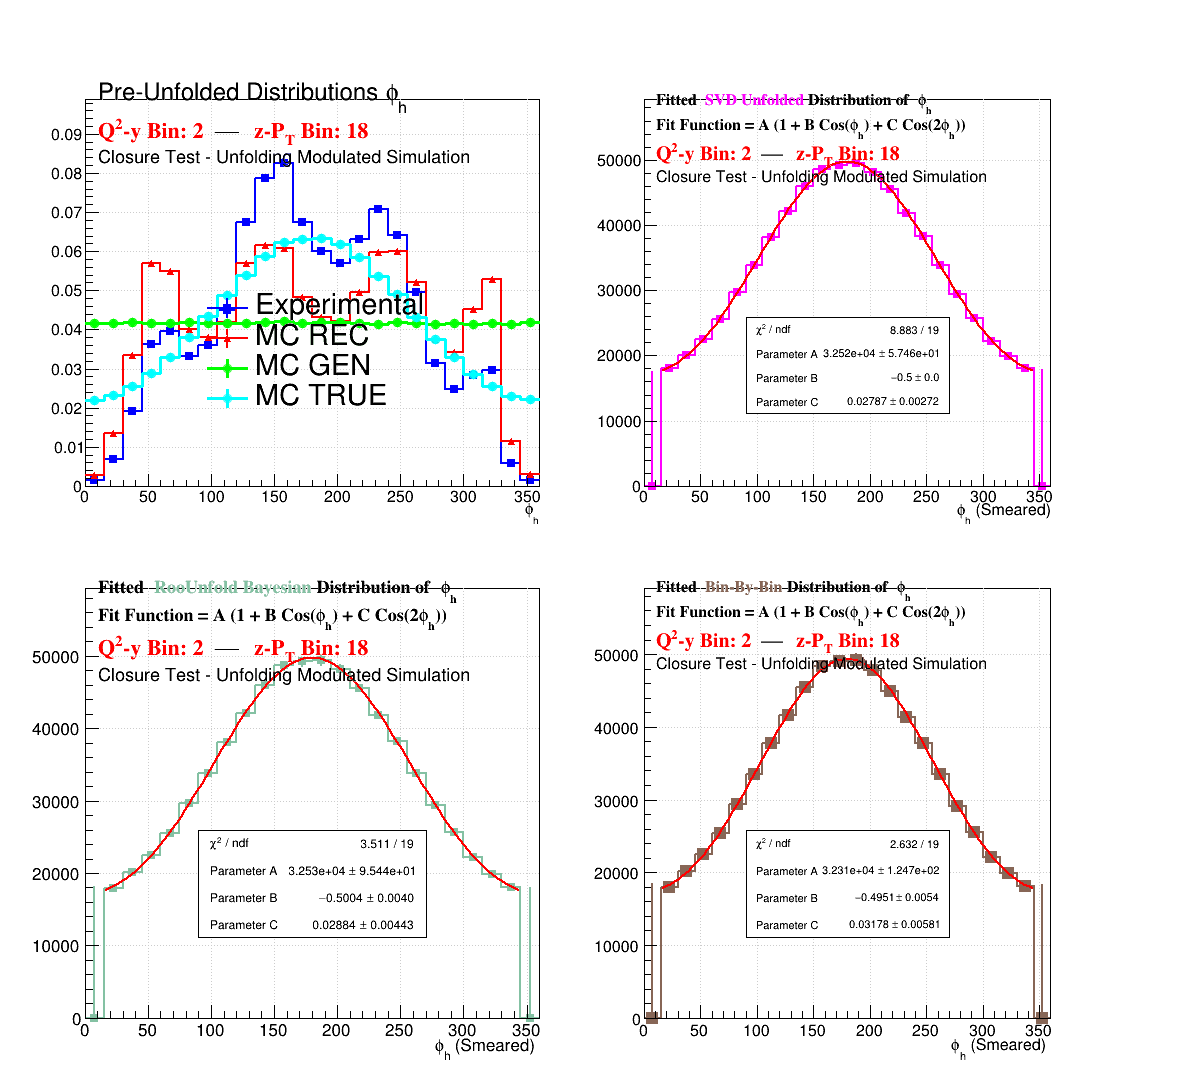 Pre-Unfolded Distributions ϕh
Q²-y Bin: 2 — z-PT Bin: 18
Closure Test - Unfolding Modulated Simulation
0.09
0.08
0.07
0.06
0.05
0.04
0.03
0.02
0.01
0
Experimental
MC REC
MC GEN
MC TRUE
0 50 100 150 200 250 300 350
ϕh
Fitted SVD Unfolded Distribution of ϕh
Fit Function = A (1 + B Cos(ϕh) + C Cos(2ϕh))
Q²-y Bin: 2 — z-PT Bin: 18
Closure Test - Unfolding Modulated Simulation
50000
40000
30000
20000
10000
0
χ² / ndf 8.883 / 19
Parameter A 3.252e+04 ± 5.746e+01
Parameter B −0.5 ± 0.0
Parameter C 0.02787 ± 0.00272
0 50 100 150 200 250 300 350
ϕh (Smeared)
Fitted RooUnfold Bayesian Distribution of ϕh
Fit Function = A (1 + B Cos(ϕh) + C Cos(2ϕh))
Q²-y Bin: 2 — z-PT Bin: 18
Closure Test - Unfolding Modulated Simulation
50000
40000
30000
20000
10000
0
χ² / ndf 3.511 / 19
Parameter A 3.253e+04 ± 9.544e+01
Parameter B −0.5004 ± 0.0040
Parameter C 0.02884 ± 0.00443
0 50 100 150 200 250 300 350
ϕh (Smeared)
Fitted Bin-By-Bin Distribution of ϕh
Fit Function = A (1 + B Cos(ϕh) + C Cos(2ϕh))
Q²-y Bin: 2 — z-PT Bin: 18
Closure Test - Unfolding Modulated Simulation
50000
40000
30000
20000
10000
0
χ² / ndf 2.632 / 19
Parameter A 3.231e+04 ± 1.247e+02
Parameter B −0.4951 ± 0.0054
Parameter C 0.03178 ± 0.00581
0 50 100 150 200 250 300 350
ϕh (Smeared)